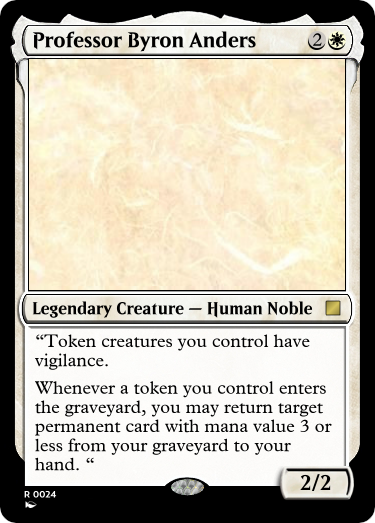 Professor Byron Anders 2
Legendary Creature — Human Noble
“Token creatures you control have
vigilance.
Whenever a token you control enters
the graveyard, you may return target
permanent card with mana value 3 or
less from your graveyard to your
hand. “
2/2
R 0024